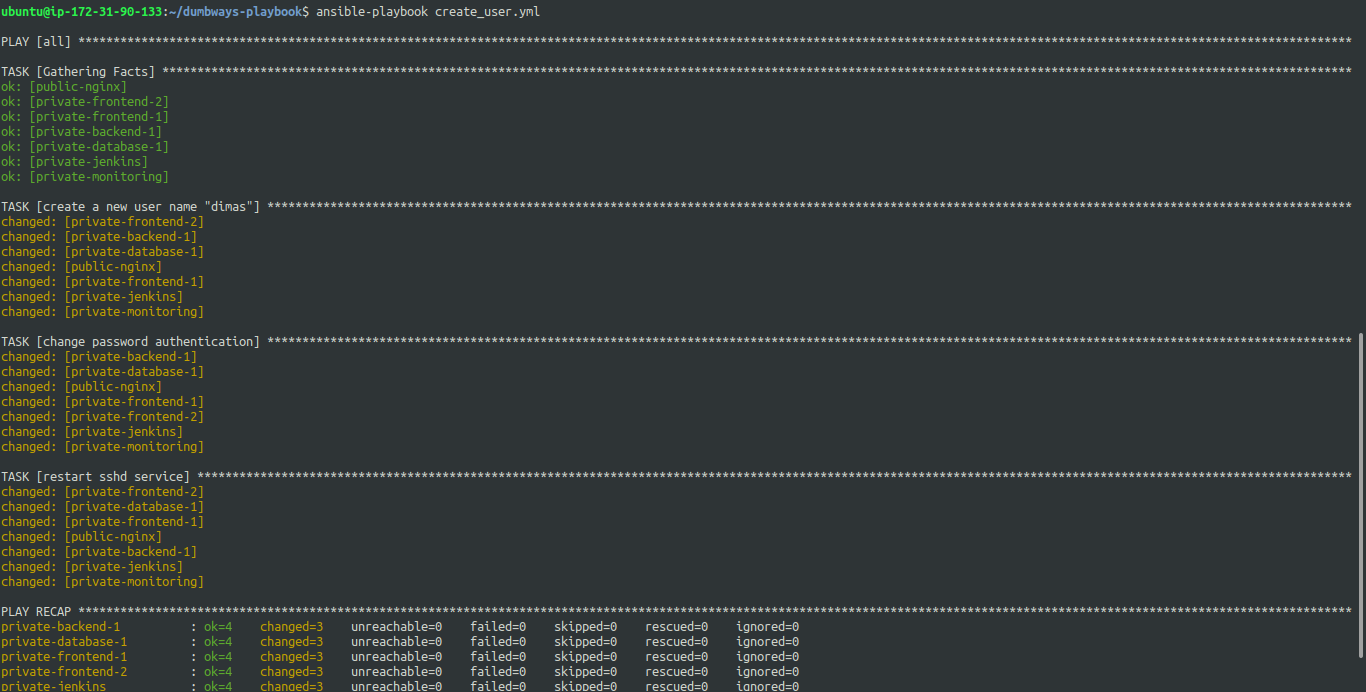 ubuntu@ip-172-31-90-133:~/dumbways-playbook$ ansible-playbook create_user.yml
PLAY [all] **************************************************************************************************************************************************************************************
TASK [Gathering Facts] **************************************************************************************************************************************************************************
ok: [public-nginx]
ok: [private-frontend-2]
ok: [private-frontend-1]
ok: [private-backend-1]
ok: [private-database-1]
ok: [private-jenkins]
ok: [private-monitoring]
TASK [create a new user name "dimas"] ***********************************************************************************************************************************************************
changed: [private-frontend-2]
changed: [private-backend-1]
changed: [private-database-1]
changed: [public-nginx]
changed: [private-frontend-1]
changed: [private-jenkins]
changed: [private-monitoring]
TASK [change password authentication] ***********************************************************************************************************************************************************
changed: [private-backend-1]
changed: [private-database-1]
changed: [public-nginx]
changed: [private-frontend-1]
changed: [private-frontend-2]
changed: [private-jenkins]
changed: [private-monitoring]
TASK [restart sshd service] *********************************************************************************************************************************************************************
changed: [private-frontend-2]
changed: [private-database-1]
changed: [private-frontend-1]
changed: [public-nginx]
changed: [private-backend-1]
changed: [private-jenkins]
changed: [private-monitoring]
PLAY RECAP **************************************************************************************************************************************************************************************
private-backend-1          : ok=4    changed=3    unreachable=0    failed=0    skipped=0    rescued=0    ignored=0
private-database-1         : ok=4    changed=3    unreachable=0    failed=0    skipped=0    rescued=0    ignored=0
private-frontend-1         : ok=4    changed=3    unreachable=0    failed=0    skipped=0    rescued=0    ignored=0
private-frontend-2         : ok=4    changed=3    unreachable=0    failed=0    skipped=0    rescued=0    ignored=0
private-jenkins            : ok=4    changed=3    unreachable=0    failed=0    skipped=0    rescued=0    ignored=0